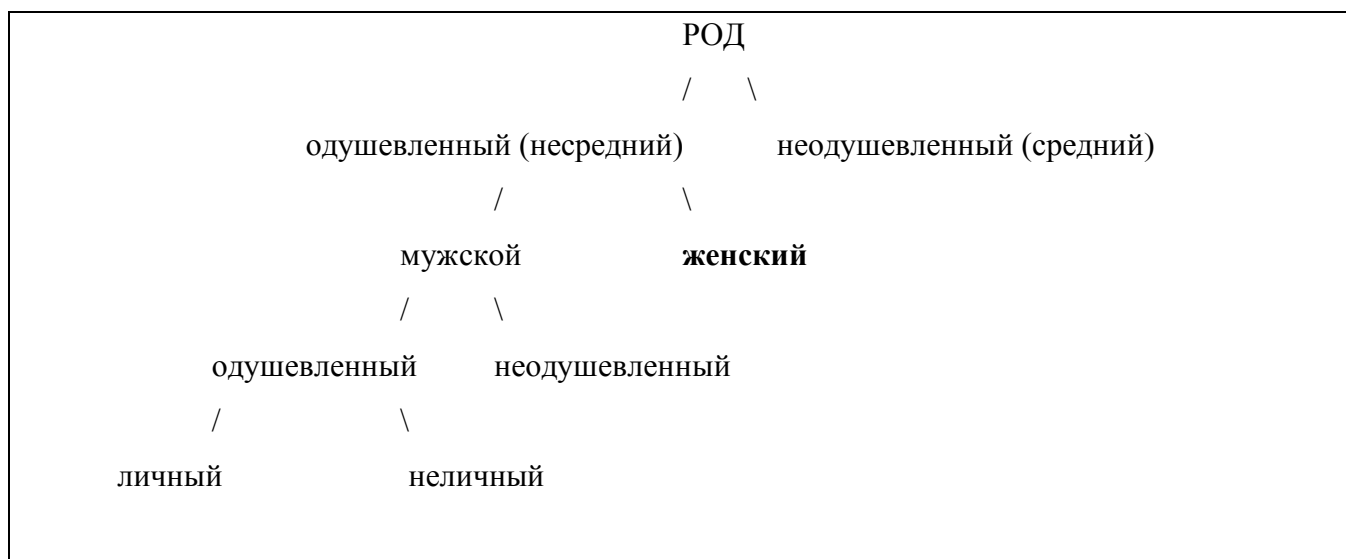 РОД
/ \
одушевленный (несредний) неодушевленный (средний)
/ \
мужской женский
/ \
одушевленный неодушевленный
/ \
личный неличный